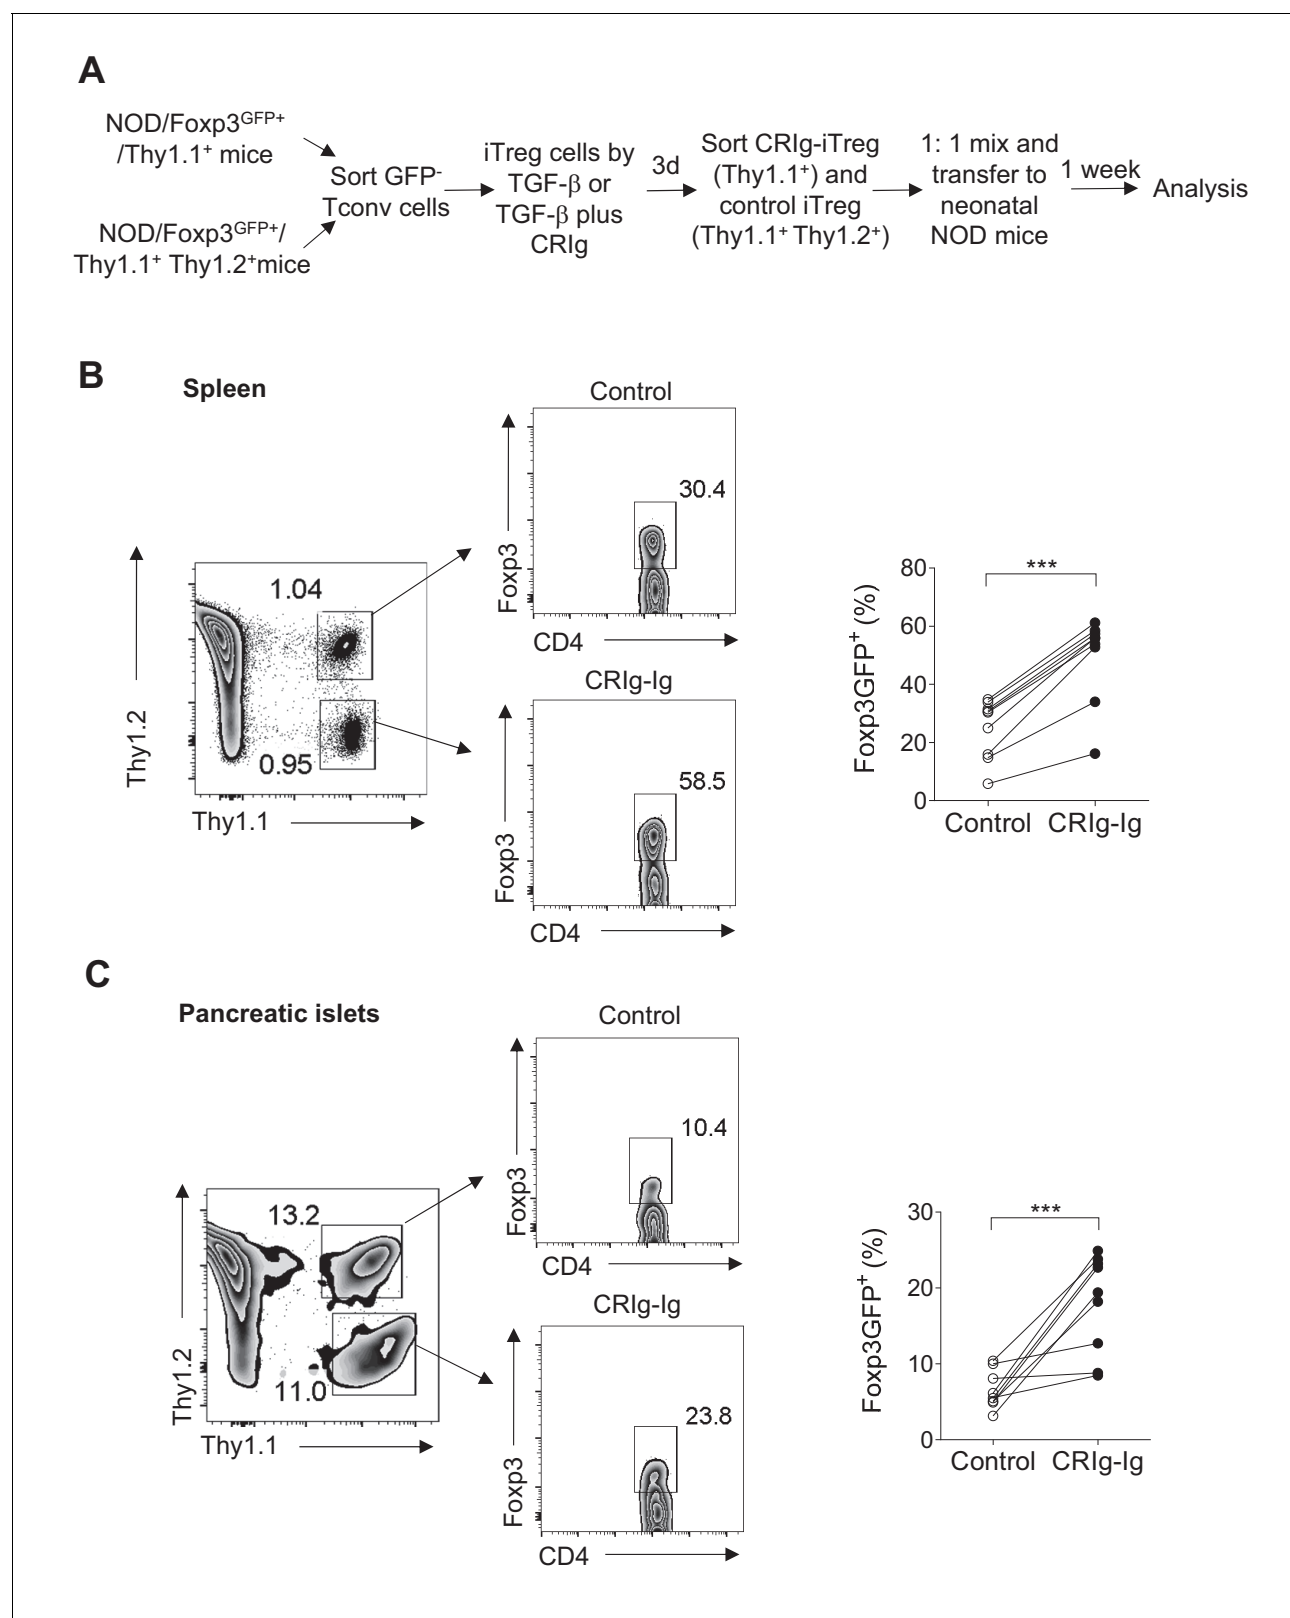 A
NOD/Foxp3GFP+
/Thy1.1+ mice
NOD/Foxp3GFP+/
Thy1.1+ Thy1.2+mice
Sort GFP-
Tconv cells
iTreg cells by
TGF-β or
TGF-β plus
CRIg
3d
Sort CRIg-iTreg
(Thy1.1+) and
control iTreg
(Thy1.1+ Thy1.2+)
1: 1 mix and
transfer to
neonatal
NOD mice
1 week
Analysis
B
Spleen
Thy1.2
1.04
0.95
Thy1.1
Control
30.4
Foxp3
CD4
CRIg-Ig
58.5
Foxp3
CD4
Foxp3GFP+ (%)
80
60
40
20
0
***
Control CRIg-Ig
C
Pancreatic islets
Thy1.2
13.2
11.0
Thy1.1
Control
10.4
Foxp3
CD4
CRIg-Ig
23.8
Foxp3
CD4
Foxp3GFP+ (%)
30
20
10
0
***
Control CRIg-Ig